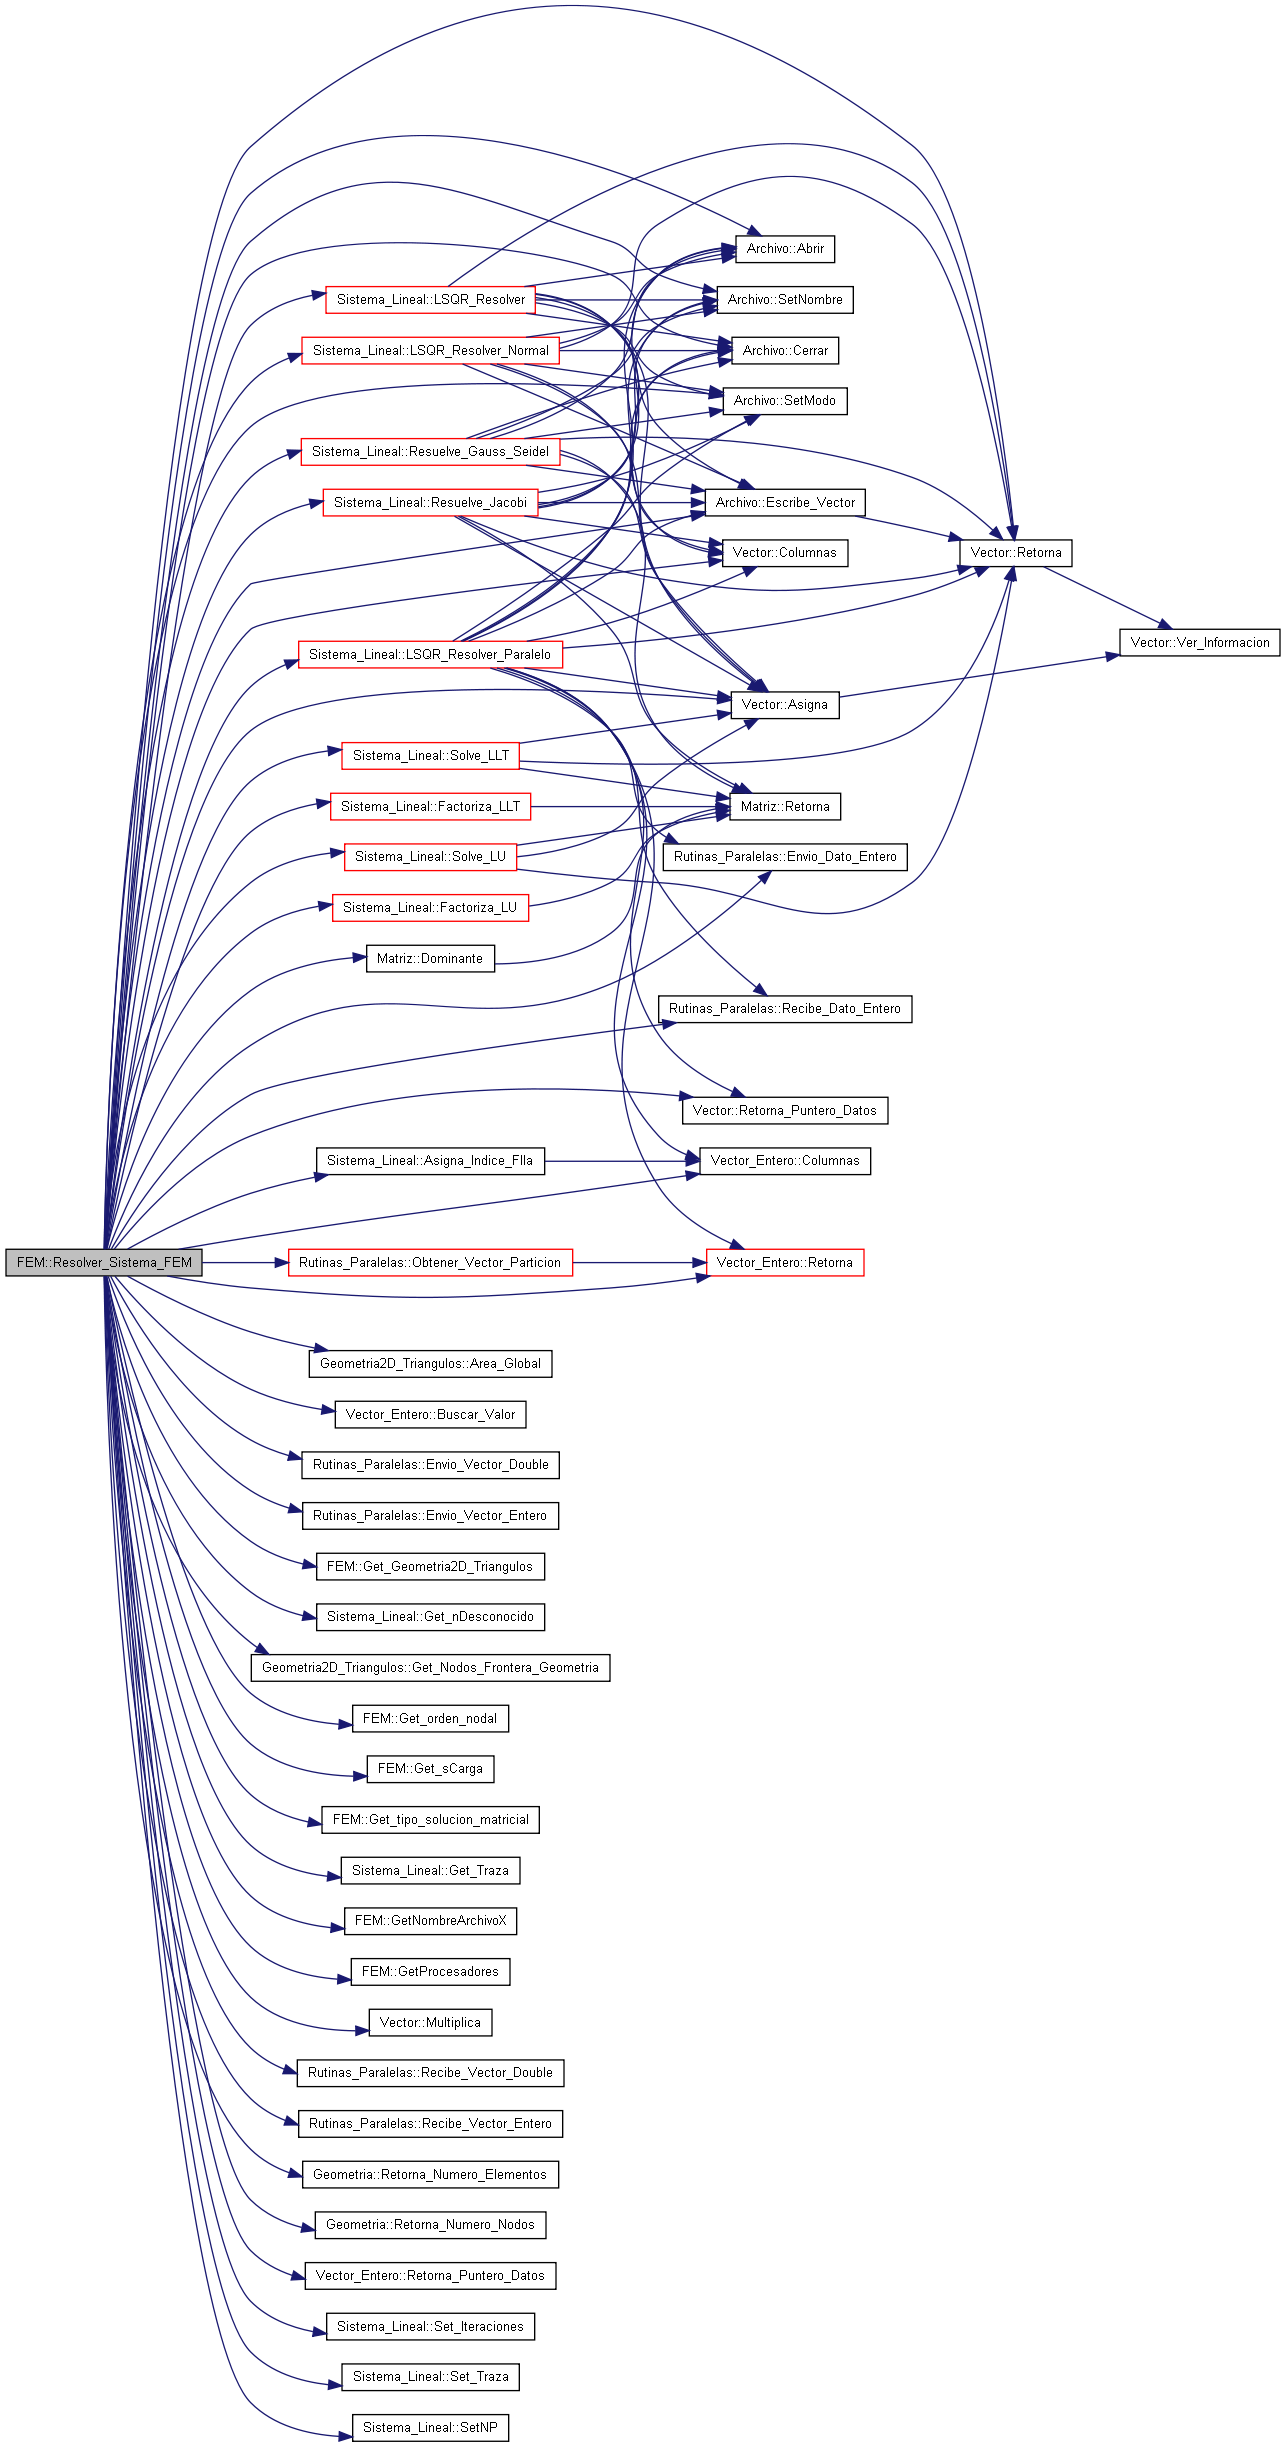 Archivo::Abrir
Sistema_Lineal::LSQR_Resolver
Archivo::SetNombre
Sistema_Lineal::LSQR_Resolver_Normal
Archivo::Cerrar
Archivo::SetModo
Sistema_Lineal::Resuelve_Gauss_Seidel
Sistema_Lineal::Resuelve_Jacobi
Archivo::Escribe_Vector
Vector::Columnas
Vector::Retorna
Vector::Ver_Informacion
Sistema_Lineal::LSQR_Resolver_Paralelo
Vector::Asigna
Sistema_Lineal::Solve_LLT
Sistema_Lineal::Factoriza_LLT
Matriz::Retorna
Sistema_Lineal::Solve_LU
Rutinas_Paralelas::Envio_Dato_Entero
Sistema_Lineal::Factoriza_LU
Matriz::Dominante
Rutinas_Paralelas::Recibe_Dato_Entero
Vector::Retorna_Puntero_Datos
Sistema_Lineal::Asigna_Indice_FIla
Vector_Entero::Columnas
FEM::Resolver_Sistema_FEM
Rutinas_Paralelas::Obtener_Vector_Particion
Vector_Entero::Retorna
Geometria2D_Triangulos::Area_Global
Vector_Entero::Buscar_Valor
Rutinas_Paralelas::Envio_Vector_Double
Rutinas_Paralelas::Envio_Vector_Entero
FEM::Get_Geometria2D_Triangulos
Sistema_Lineal::Get_nDesconocido
Geometria2D_Triangulos::Get_Nodos_Frontera_Geometria
FEM::Get_orden_nodal
FEM::Get_sCarga
FEM::Get_tipo_solucion_matricial
Sistema_Lineal::Get_Traza
FEM::GetNombreArchivoX
FEM::GetProcesadores
Vector::Multiplica
Rutinas_Paralelas::Recibe_Vector_Double
Rutinas_Paralelas::Recibe_Vector_Entero
Geometria::Retorna_Numero_Elementos
Geometria::Retorna_Numero_Nodos
Vector_Entero::Retorna_Puntero_Datos
Sistema_Lineal::Set_Iteraciones
Sistema_Lineal::Set_Traza
Sistema_Lineal::SetNP